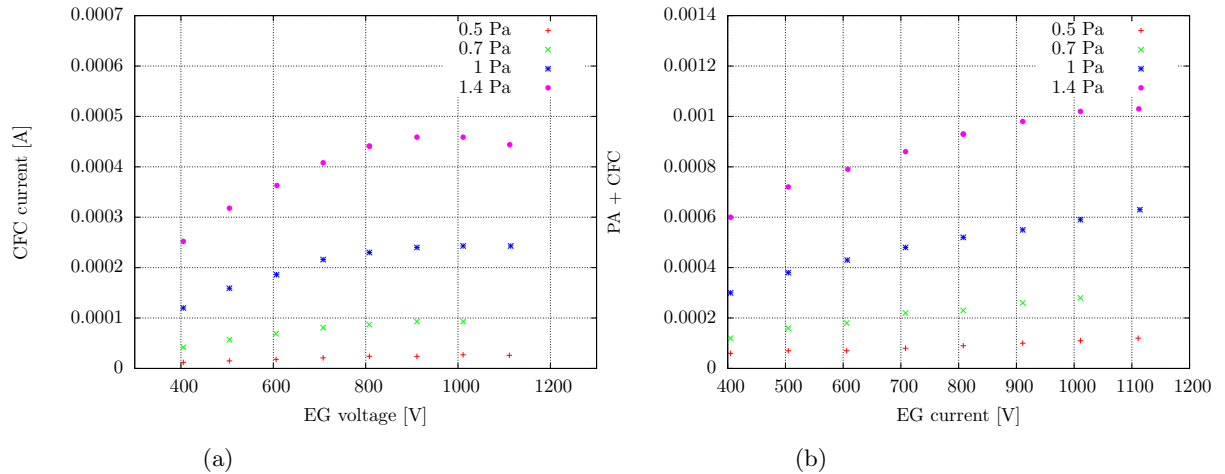 0.0007
0.0006
0.0005
0.0004
0.0003
0.0002
0.0001
0
CFC current [A]
0.5 Pa
0.7 Pa
1 Pa
1.4 Pa
400 600 800 1000 1200
EG voltage [V]
(a)
0.0014
0.0012
0.001
0.0008
0.0006
0.0004
0.0002
0
PA + CFC
0.5 Pa
0.7 Pa
1 Pa
1.4 Pa
400 500 600 700 800 900 1000 1100 1200
EG current [V]
(b)